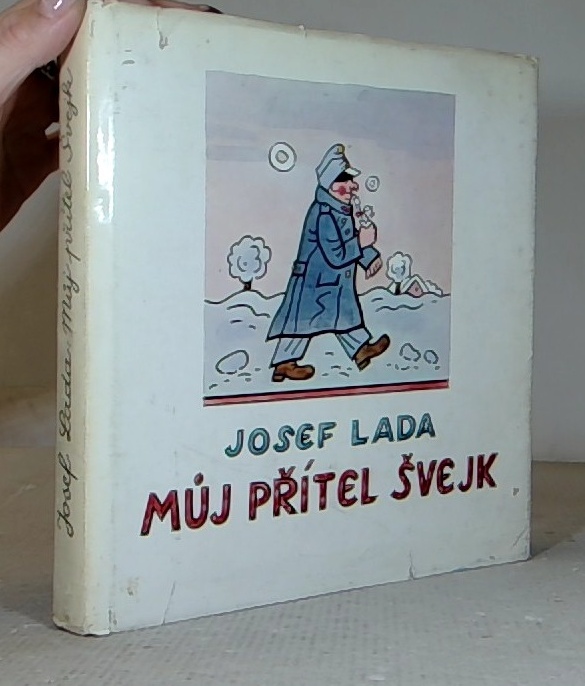 JOSEF LADA
MŮJ PŘÍTEL ŠVEJK
Josef Lada Můj přítel Švejk